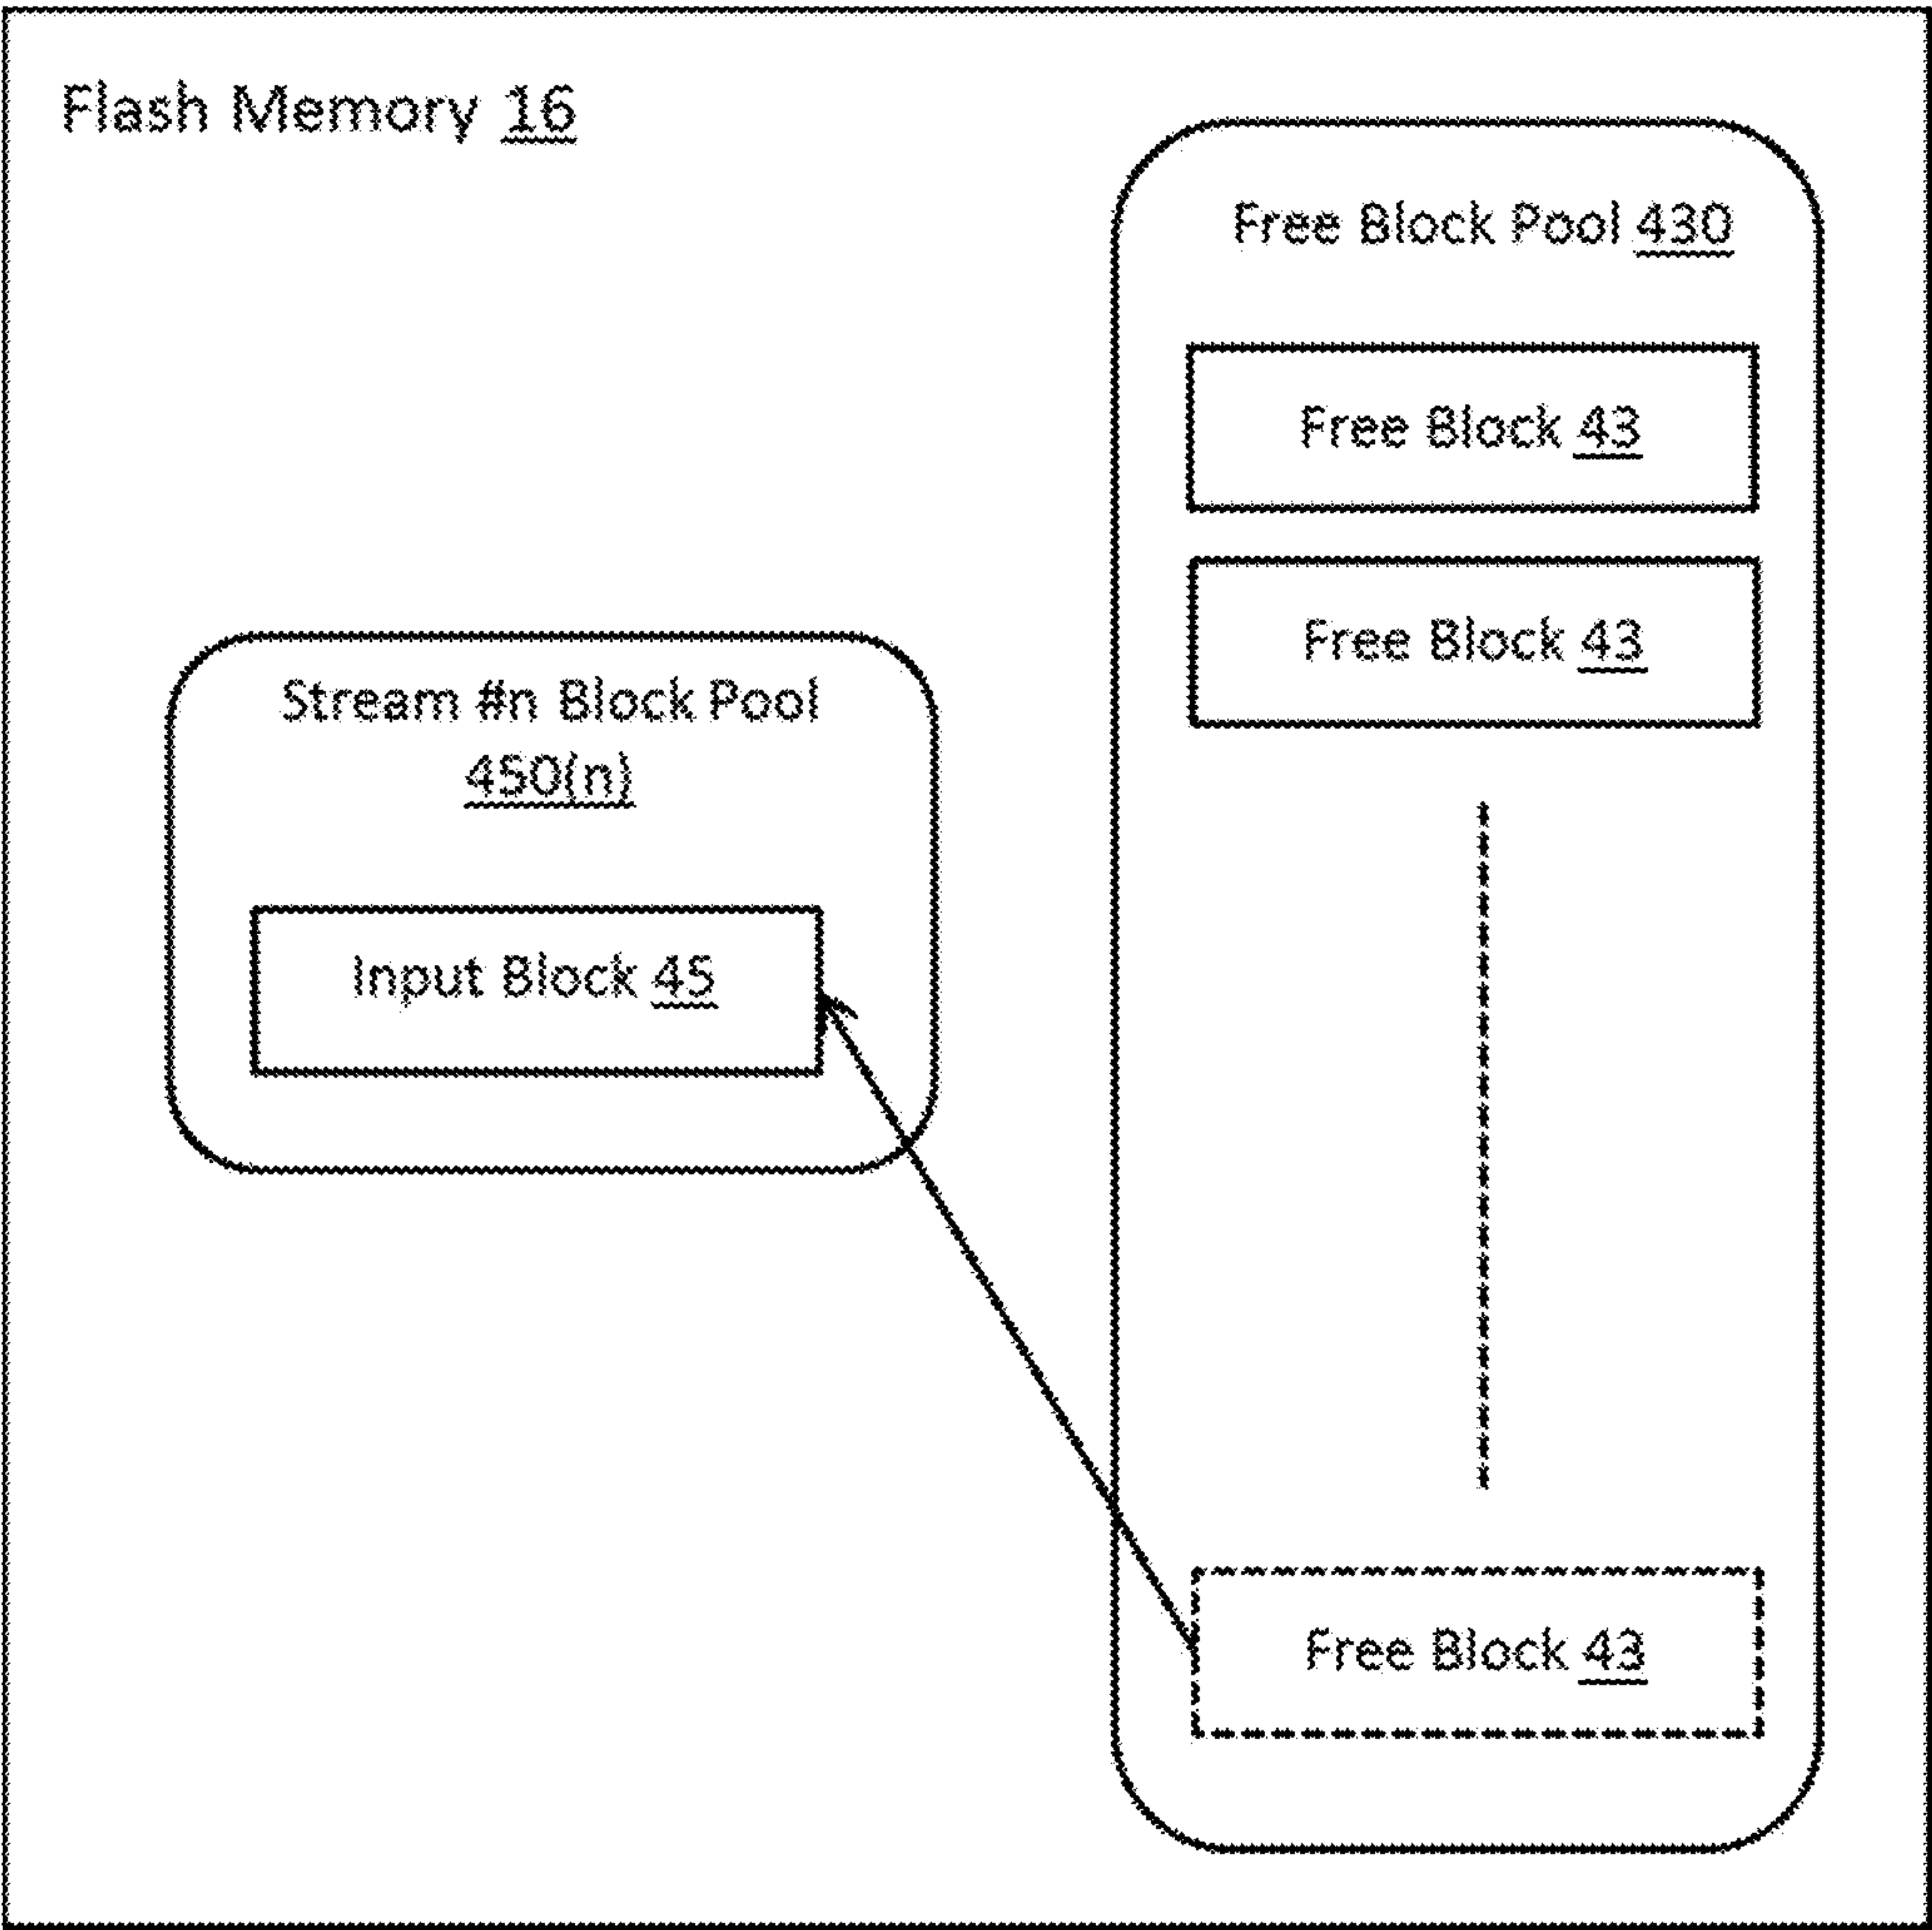 Flash Memory 16
Free Block Pool 430
Free Block 43
Free Block 43
Stream #n Block Pool
450(n)
Input Block 45
Free Block 43